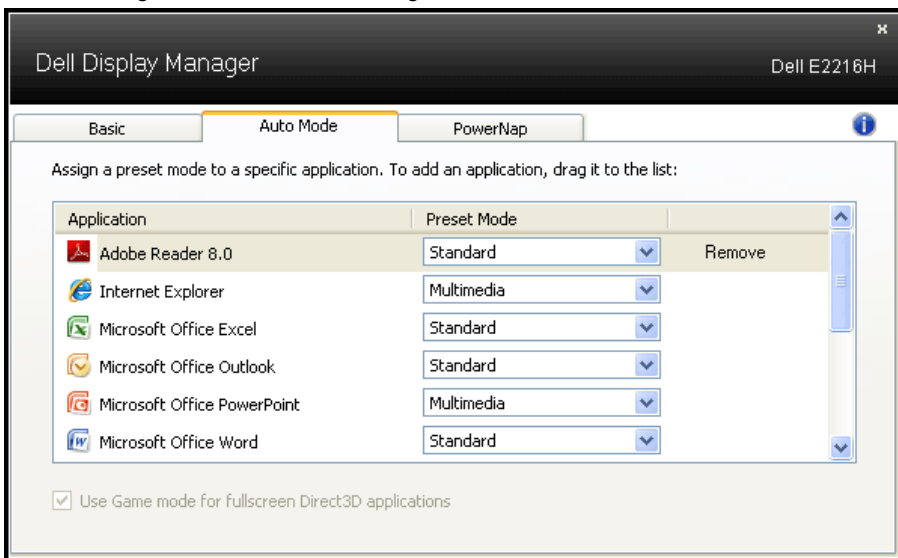 Dell Display Manager
Dell E2216H
Basic Auto Mode PowerNap
Assign a preset mode to a specific application. To add an application, drag it to the list:
Application Preset Mode
Adobe Reader 8.0 Standard Remove
Internet Explorer Multimedia
Microsoft Office Excel Standard
Microsoft Office Outlook Standard
Microsoft Office PowerPoint Multimedia
Microsoft Office Word Standard
Use Game mode for fullscreen Direct3D applications